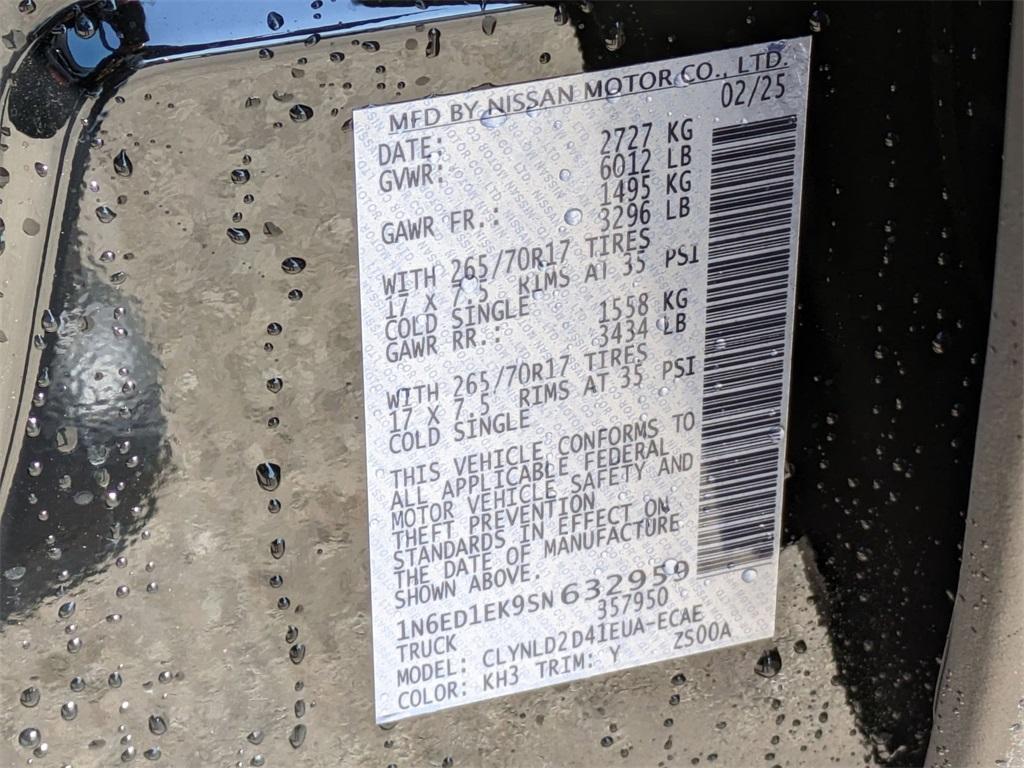 MFD BY NISSAN MOTOR CO., LTD.
DATE: 02/25
GVWR: 2727 KG
6012 LB
GAWR FR.: 1495 KG
3296 LB
WITH 265/70R17 TIRES
17 X 7.5 RIMS AT 35 PSI
COLD SINGLE
GAWR RR.: 1558 KG
3434 LB
WITH 265/70R17 TIRES
17 X 7.5 RIMS AT 35 PSI
COLD SINGLE
THIS VEHICLE CONFORMS TO
ALL APPLICABLE FEDERAL
MOTOR VEHICLE SAFETY AND
THEFT PREVENTION
STANDARDS IN EFFECT ON
THE DATE OF MANUFACTURE
SHOWN ABOVE.
1N6ED1EK9SN632959
TRUCK 357950
MODEL: CLYNLD2D41EUA-ECAE
COLOR: KH3 TRIM: Y ZS00A